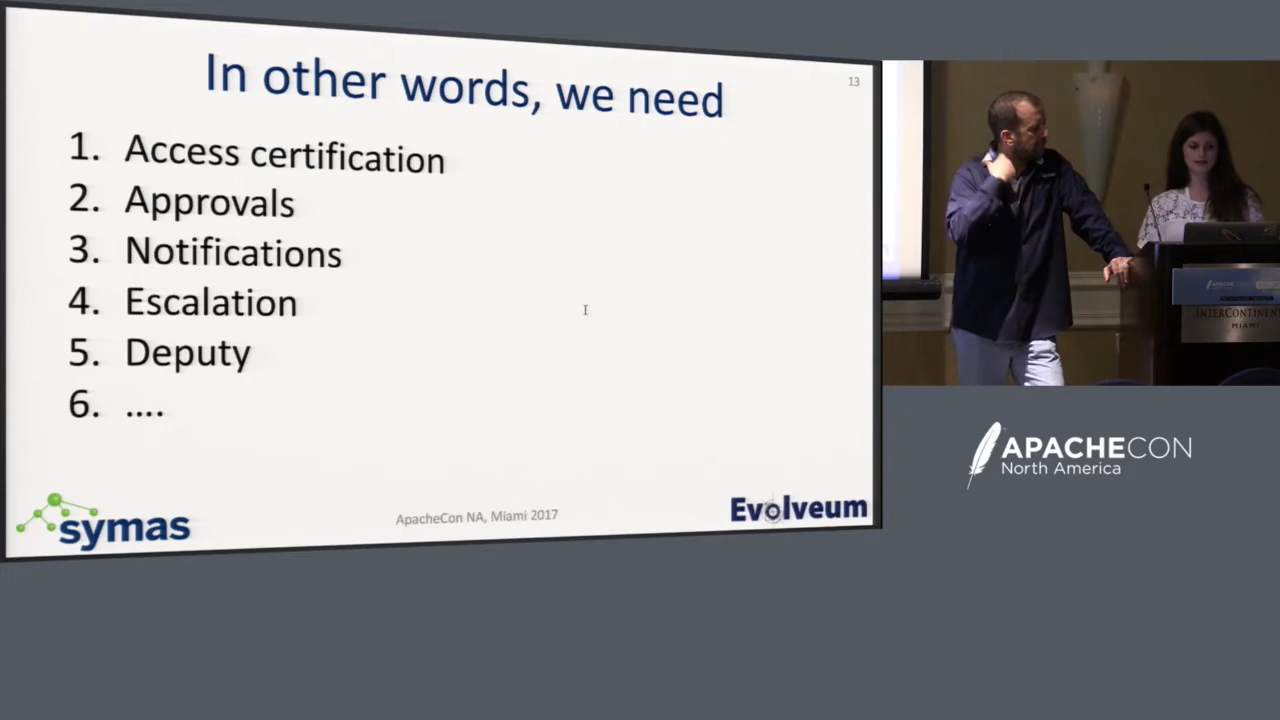 In other words, we need
13
1. Access certification
2. Approvals
3. Notifications
4. Escalation
5. Deputy
6. ....
symas
ApacheCon NA, Miami 2017
Evolveum
INTERCONTINEN
MIAMI
APACHECON
North America